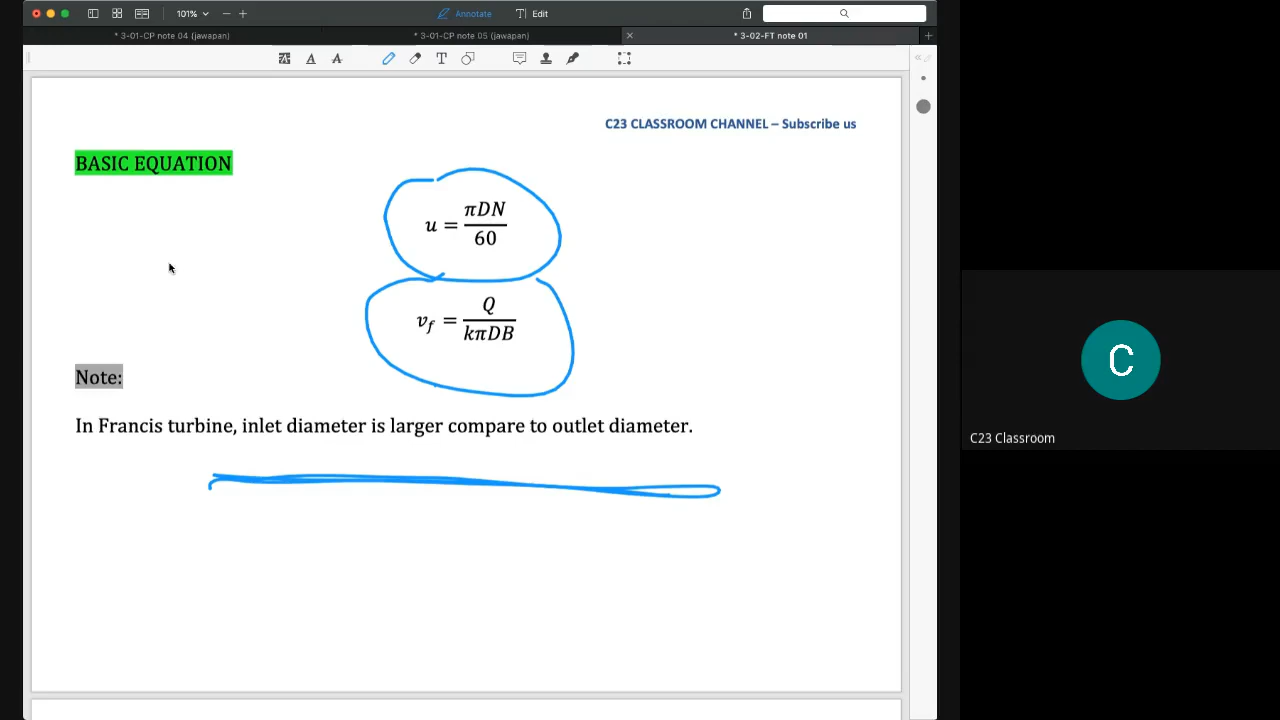 101%
Annotate
Edit
* 3-01-CP note 04 (jawapan)
* 3-01-CP note 05 (jawapan)
* 3-02-FT note 01
C23 CLASSROOM CHANNEL – Subscribe us
BASIC EQUATION
u = πDN / 60
v_f = Q / kπDB
Note:
In Francis turbine, inlet diameter is larger compare to outlet diameter.
C
C23 Classroom